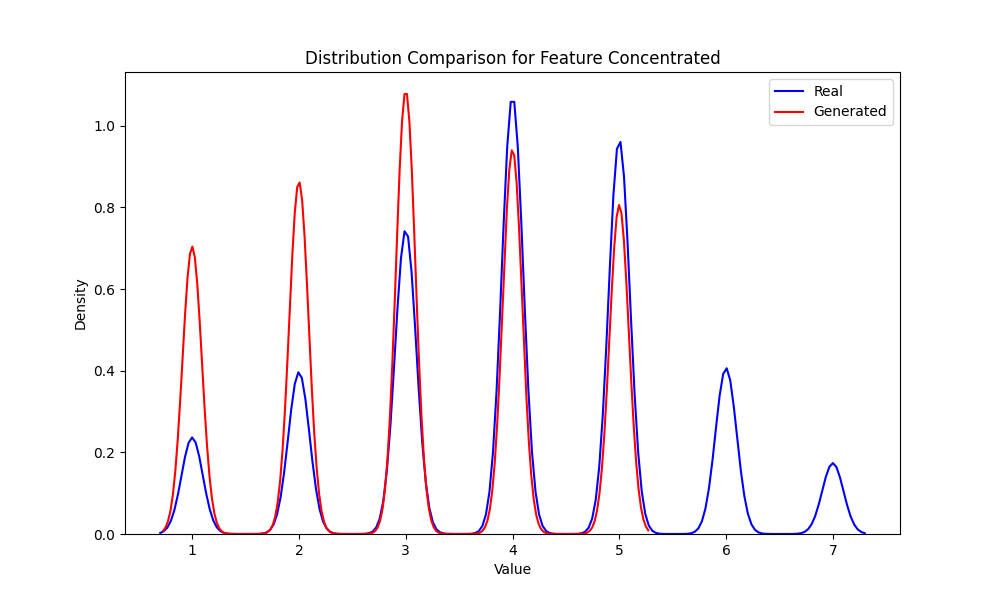 Distribution Comparison for Feature Concentrated
Real
Generated
Density
1.0
0.8
0.6
0.4
0.2
0.0
1 2 3 4 5 6 7
Value